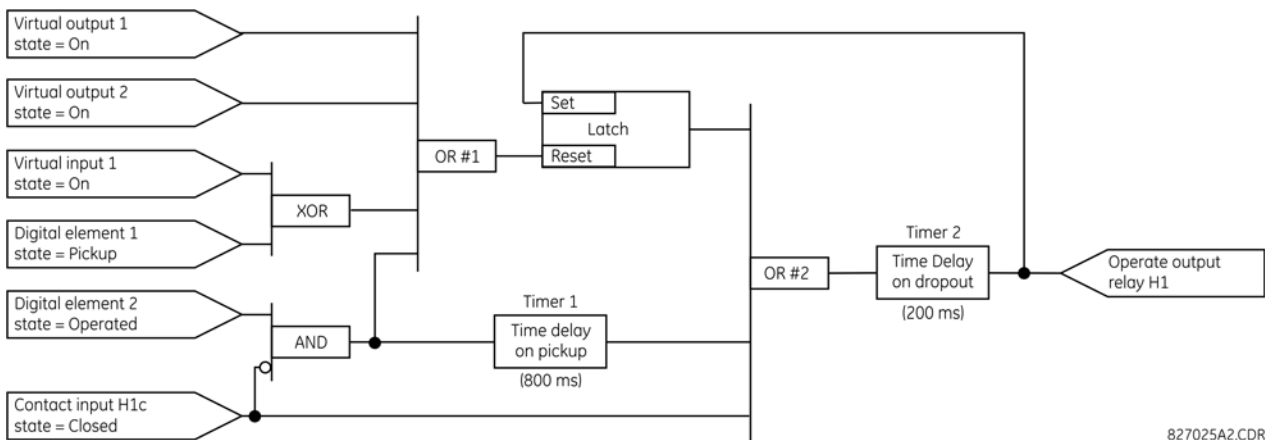 Virtual output 1
state = On
Virtual output 2
state = On
Virtual input 1
state = On
Digital element 1
state = Pickup
Digital element 2
state = Operated
Contact input H1c
state = Closed
XOR
AND
OR #1
Set
Latch
Reset
Timer 1
Time delay
on pickup
(800 ms)
OR #2
Timer 2
Time Delay
on dropout
(200 ms)
Operate output
relay H1
827025A2.CDR